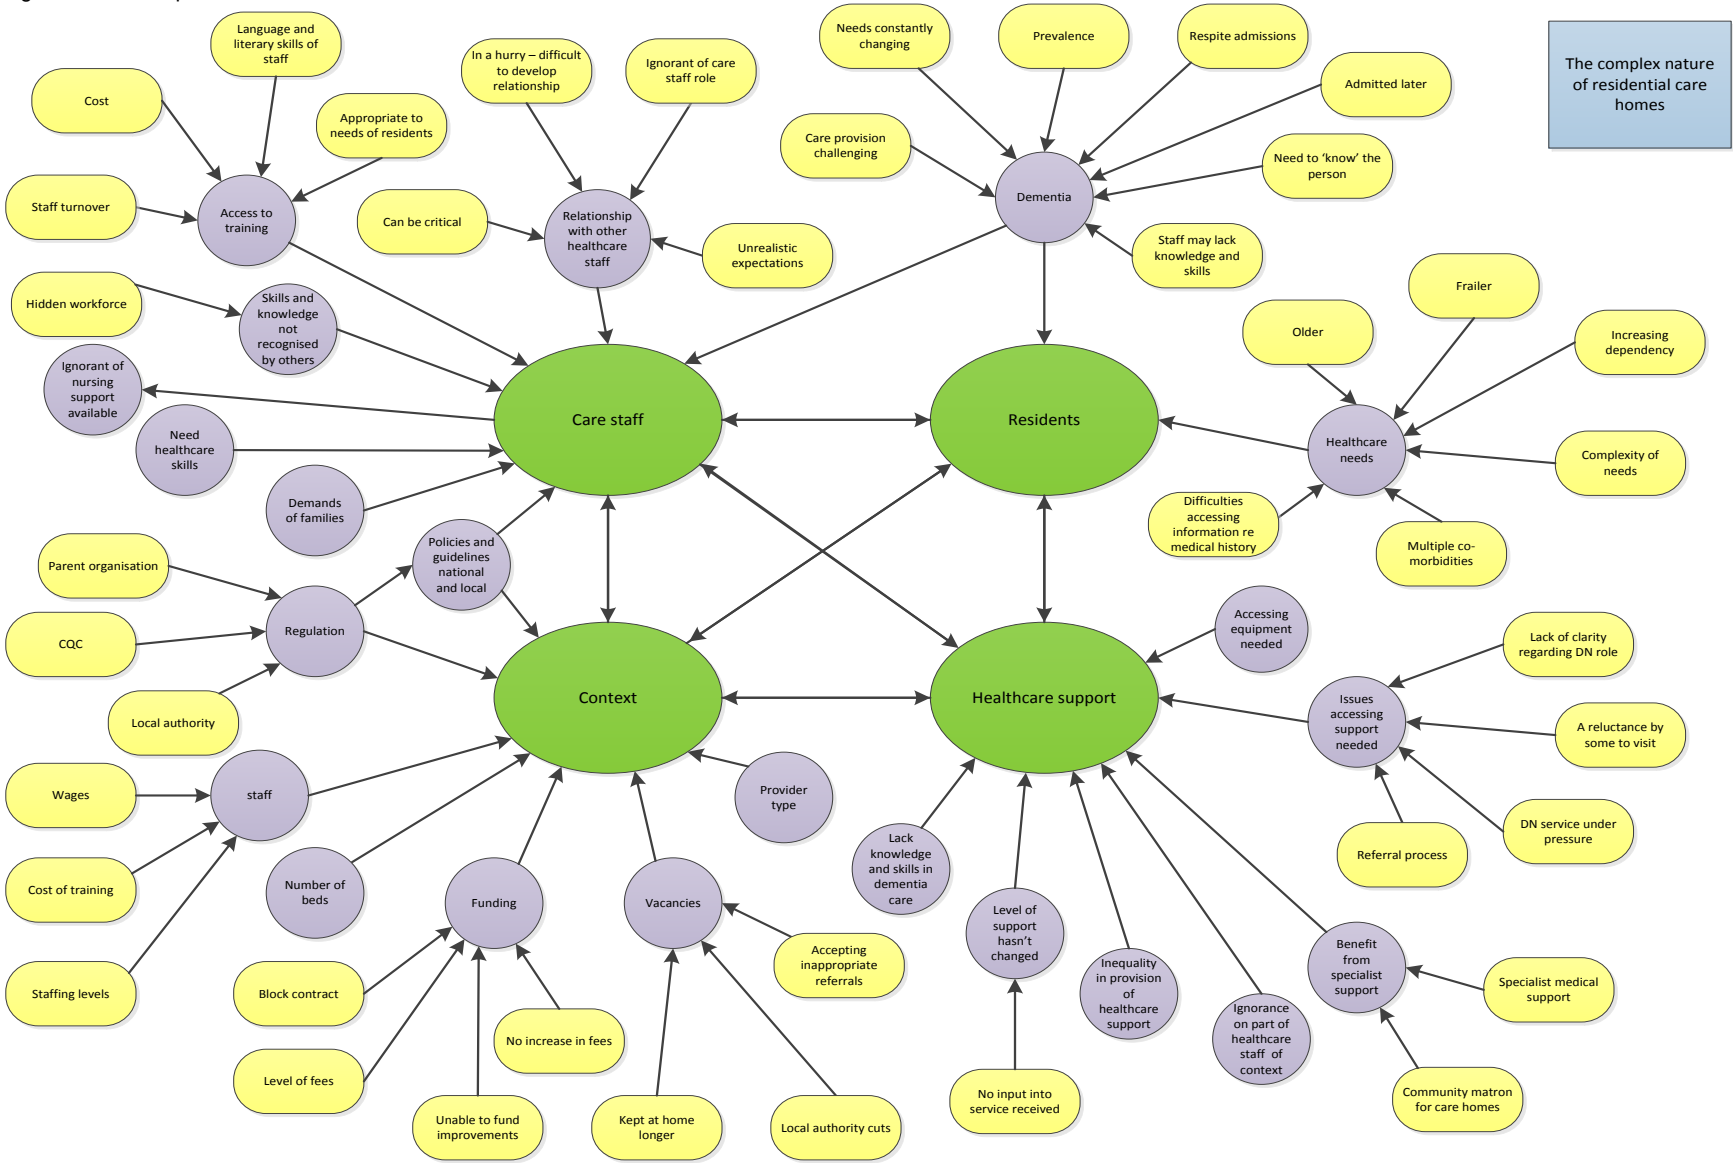 Language and
literary skills of
staff
Cost
Appropriate to
needs of residents
Staff turnover
Access to
training
In a hurry – difficult
to develop
relationship
Ignorant of care
staff role
Can be critical
Relationship
with other
healthcare
staff
Unrealistic
expectations
Needs constantly
changing
Prevalence
Respite admissions
Admitted later
Care provision
challenging
Need to ‘know’ the
person
Dementia
Staff may lack
knowledge and
skills
The complex nature
of residential care
homes
Hidden workforce
Skills and
knowledge
not
recognised
by others
Ignorant of
nursing
support
available
Need
healthcare
skills
Demands
of families
Care staff
Residents
Frailer
Older
Increasing
dependency
Healthcare
needs
Complexity of
needs
Difficulties
accessing
information re
medical history
Multiple co-
morbidities
Policies and
guidelines
national
and local
Parent organisation
Regulation
CQC
Local authority
Context
Healthcare support
Accessing
equipment
needed
Lack of clarity
regarding DN role
Issues
accessing
support
needed
A reluctance by
some to visit
DN service under
pressure
Referral process
Wages
staff
Cost of training
Staffing levels
Number of
beds
Provider
type
Funding
Vacancies
Block contract
Level of fees
Unable to fund
improvements
No increase in fees
Accepting
inappropriate
referrals
Kept at home
longer
Local authority cuts
Lack
knowledge
and skills in
dementia
care
Level of
support
hasn’t
changed
No input into
service received
Inequality
in provision
of
healthcare
support
Ignorance
on part of
healthcare
staff of
context
Benefit
from
specialist
support
Specialist medical
support
Community matron
for care homes